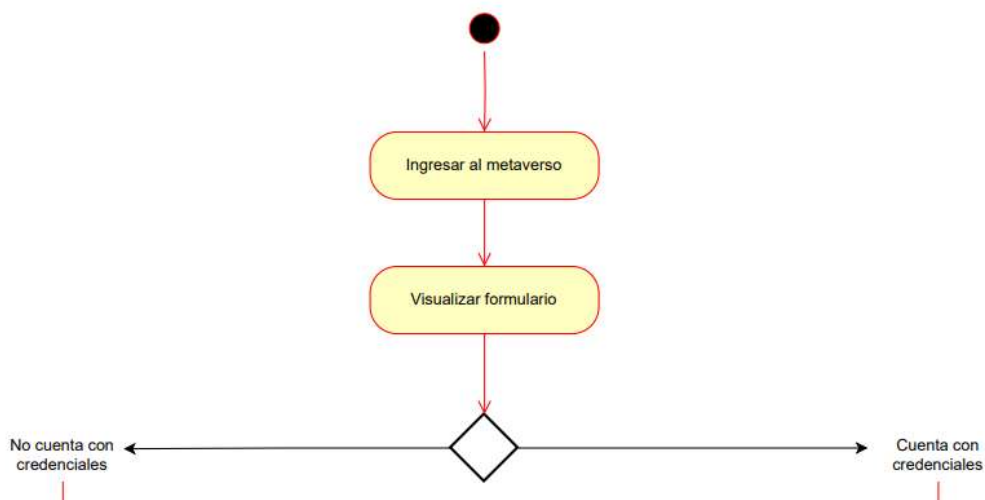 Ingresar al metaverso
Visualizar formulario
No cuenta con
credenciales
Cuenta con
credenciales